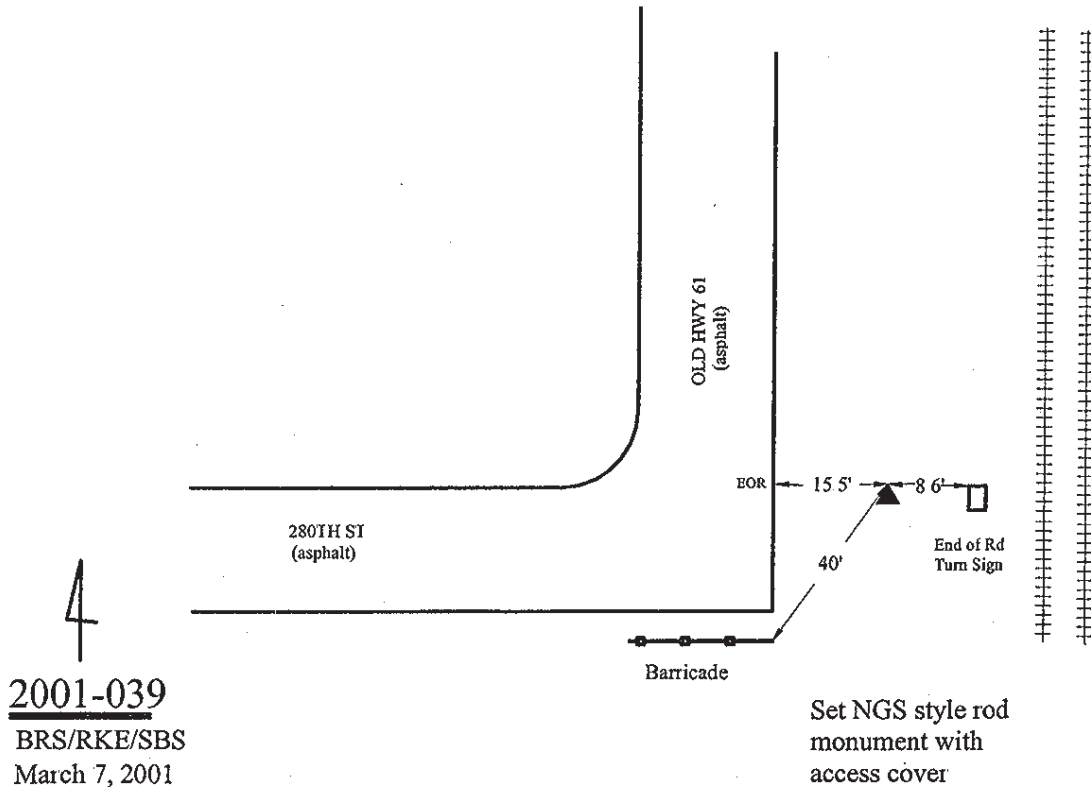 OLD HWY 61
(asphalt)
EOR
15.5'
8 6'
280TH ST
(asphalt)
40'
End of Rd
Turn Sign
Barricade
2001-039
BRS/RKE/SBS
March 7, 2001
Set NGS style rod
monument with
access cover